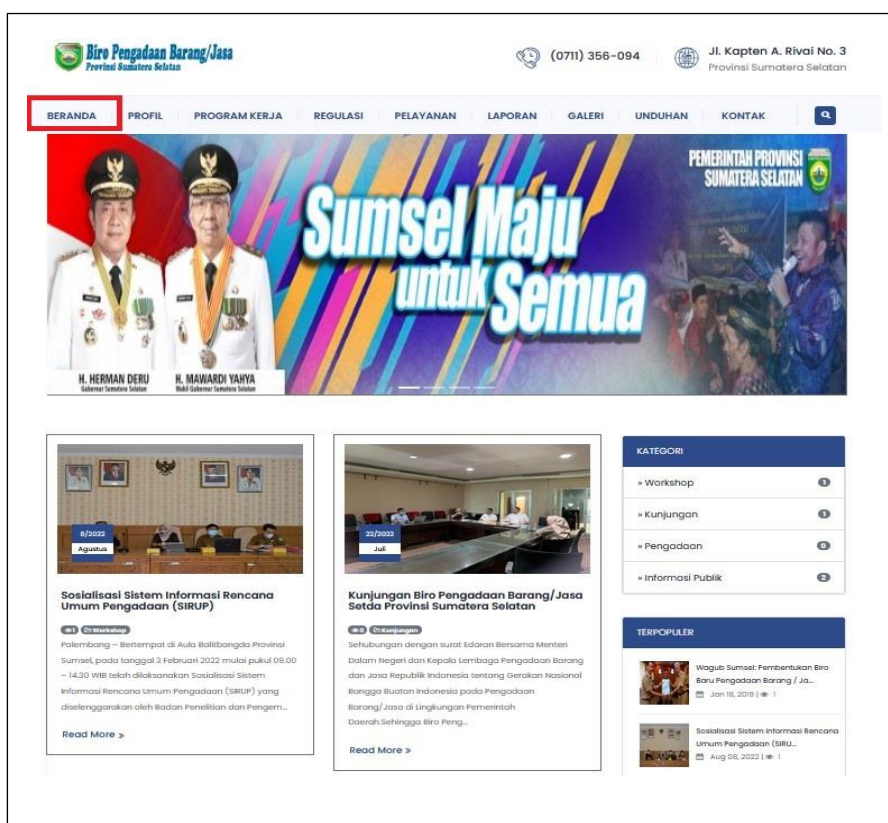 Biro Pengadaan Barang/Jasa
Provinsi Sumatera Selatan
(0711) 356-094
Jl. Kapten A. Rivai No. 3
Provinsi Sumatera Selatan
BERANDA PROFIL PROGRAM KERJA REGULASI PELAYANAN LAPORAN GALERI UNDUHAN KONTAK
PEMERINTAH PROVINSI
SUMATERA SELATAN
Sumsel Maju
untuk Semua
H. HERMAN DERU
Gubernur Sumatera Selatan
H. MAWARDI YAHYA
Wakil Gubernur Sumatera Selatan
8/2022
Agustus
Sosialisasi Sistem Informasi Rencana
Umum Pengadaan (SIRUP)
1 Workshop
Palembang – Bertempat di Aula Balitbangda Provinsi
Sumsel, pada tanggal 3 Februari 2022 mulai pukul 09.00
– 14.30 WIB telah dilaksanakan Sosialisasi Sistem
Informasi Rencana Umum Pengadaan (SIRUP) yang
diselenggarakan oleh Badan Penelitian dan Pengem...
Read More »
22/2022
Juli
Kunjungan Biro Pengadaan Barang/Jasa
Setda Provinsi Sumatera Selatan
0 Kunjungan
Sehubungan dengan surat Edaran Bersama Menteri
Dalam Negeri dan Kepala Lembaga Pengadaan Barang
dan Jasa Republik Indonesia tentang Gerakan Nasional
Bangga Buatan Indonesia pada Pengadaan
Barang/Jasa di Lingkungan Pemerintah
Daerah.Sehingga Biro Peng...
Read More »
KATEGORI
» Workshop 1
» Kunjungan 1
» Pengadaan 0
» Informasi Publik 2
TERPOPULER
Wagub Sumsel: Pembentukan Biro
Baru Pengadaan Barang / Ja...
Jan 18, 2019 | 1
Sosialisasi Sistem Informasi Rencana
Umum Pengadaan (SIRU...
Aug 08, 2022 | 1